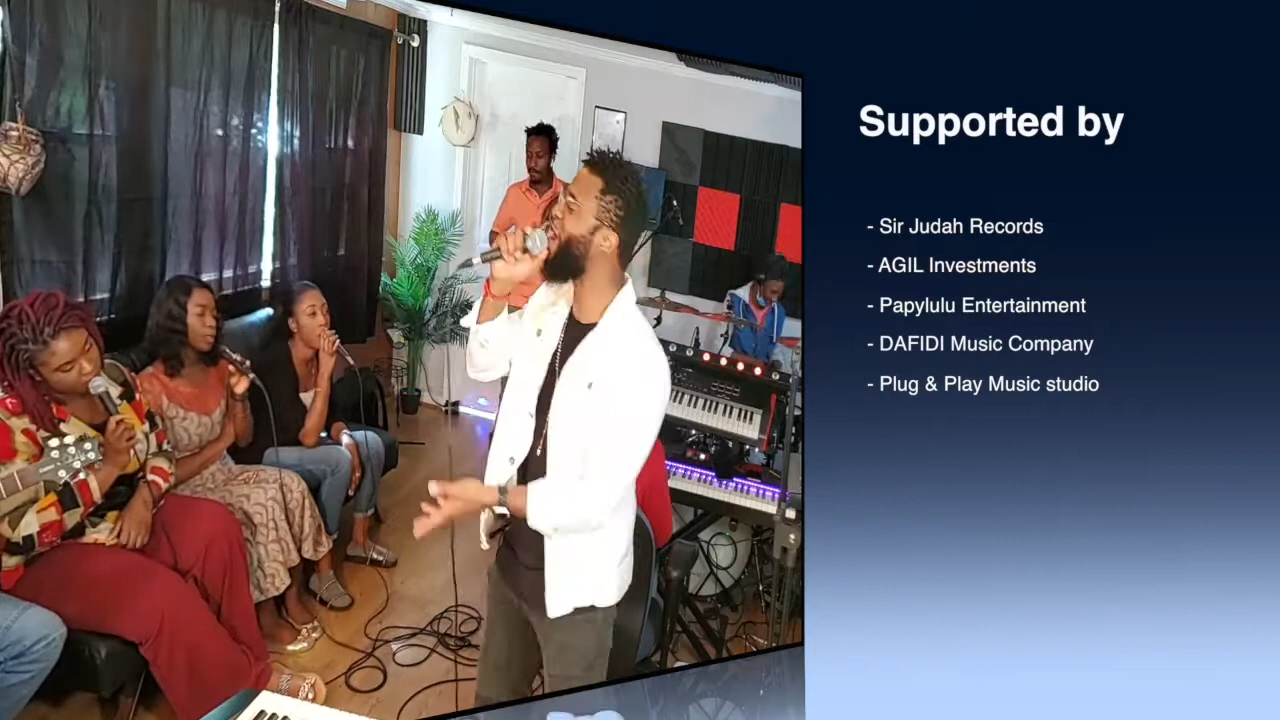 Supported by
- Sir Judah Records
- AGIL Investments
- Papylulu Entertainment
- DAFIDI Music Company
- Plug & Play Music studio